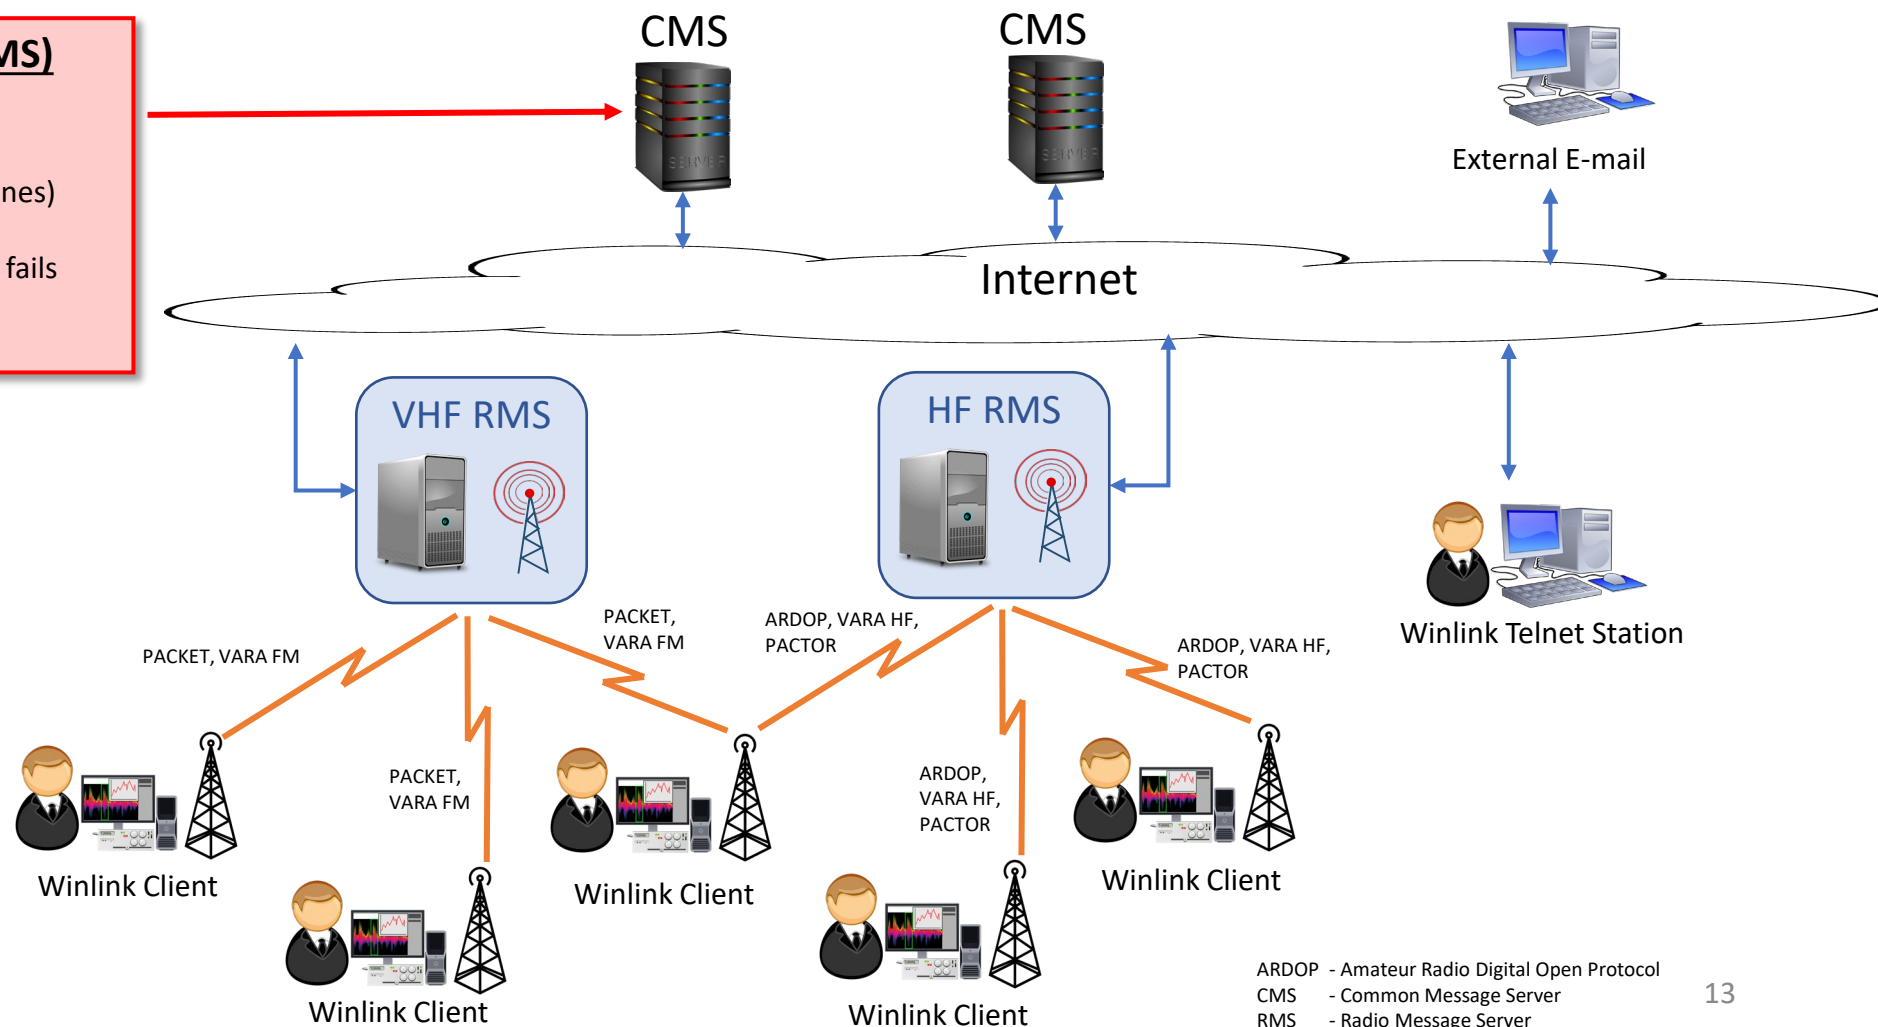 CMS
CMS
MS)
nes)
fails
External E-mail
Internet
VHF RMS
HF RMS
Winlink Telnet Station
PACKET, VARA FM
PACKET,
VARA FM
ARDOP, VARA HF,
PACTOR
ARDOP, VARA HF,
PACTOR
PACKET,
VARA FM
ARDOP,
VARA HF,
PACTOR
Winlink Client
Winlink Client
Winlink Client
Winlink Client
Winlink Client
ARDOP - Amateur Radio Digital Open Protocol
CMS - Common Message Server
RMS - Radio Message Server
13